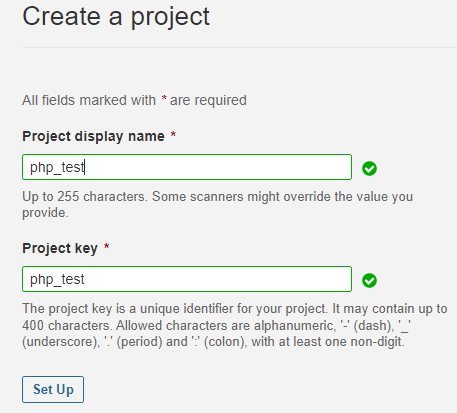 Create a project
All fields marked with * are required
Project display name *
php_test
Up to 255 characters. Some scanners might override the value you
provide.
Project key *
php_test
The project key is a unique identifier for your project. It may contain up to
400 characters. Allowed characters are alphanumeric, '-' (dash), '_'
(underscore), '.' (period) and ':' (colon), with at least one non-digit.
Set Up